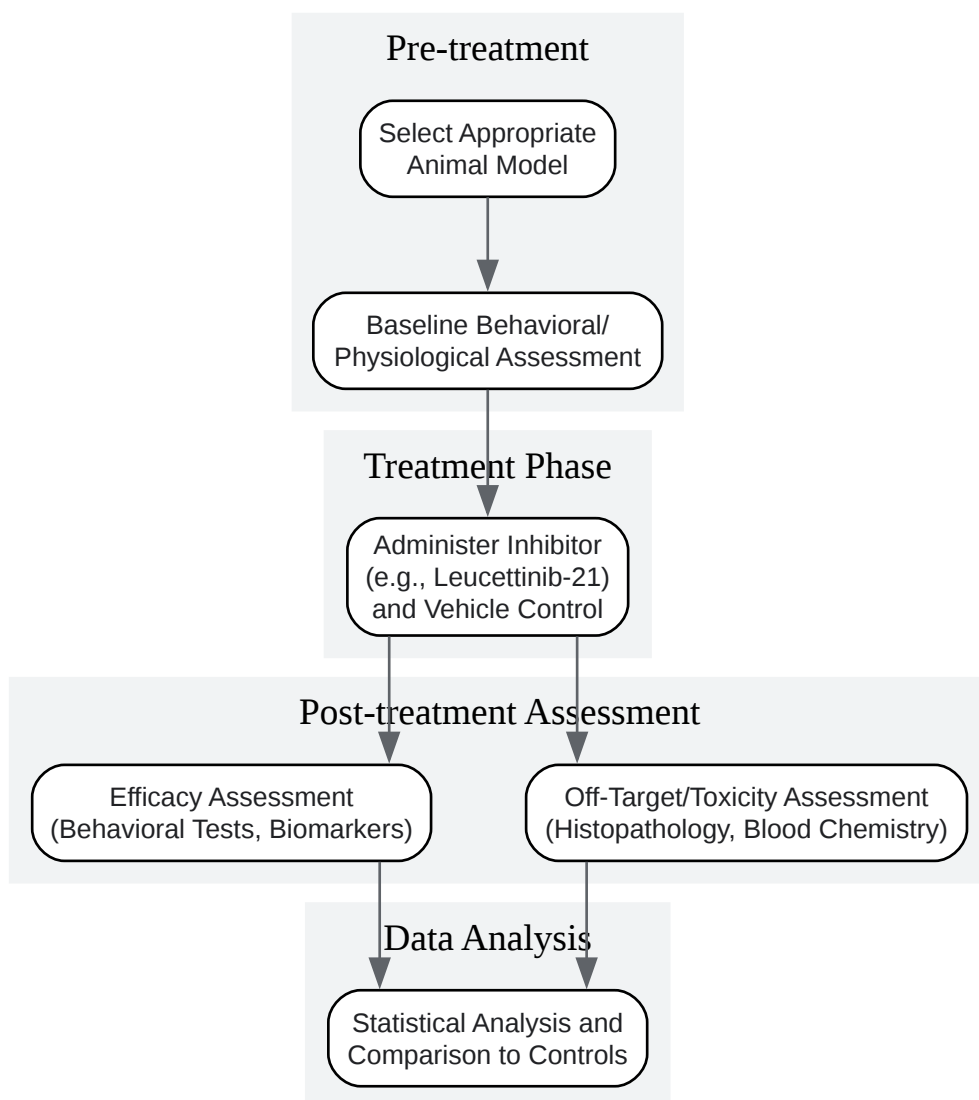 Pre-treatment
Select Appropriate
Animal Model
Baseline Behavioral/
Physiological Assessment
Treatment Phase
Administer Inhibitor
(e.g., Leucettinib-21)
and Vehicle Control
Post-treatment Assessment
Efficacy Assessment
(Behavioral Tests, Biomarkers)
Off-Target/Toxicity Assessment
(Histopathology, Blood Chemistry)
Data Analysis
Statistical Analysis and
Comparison to Controls